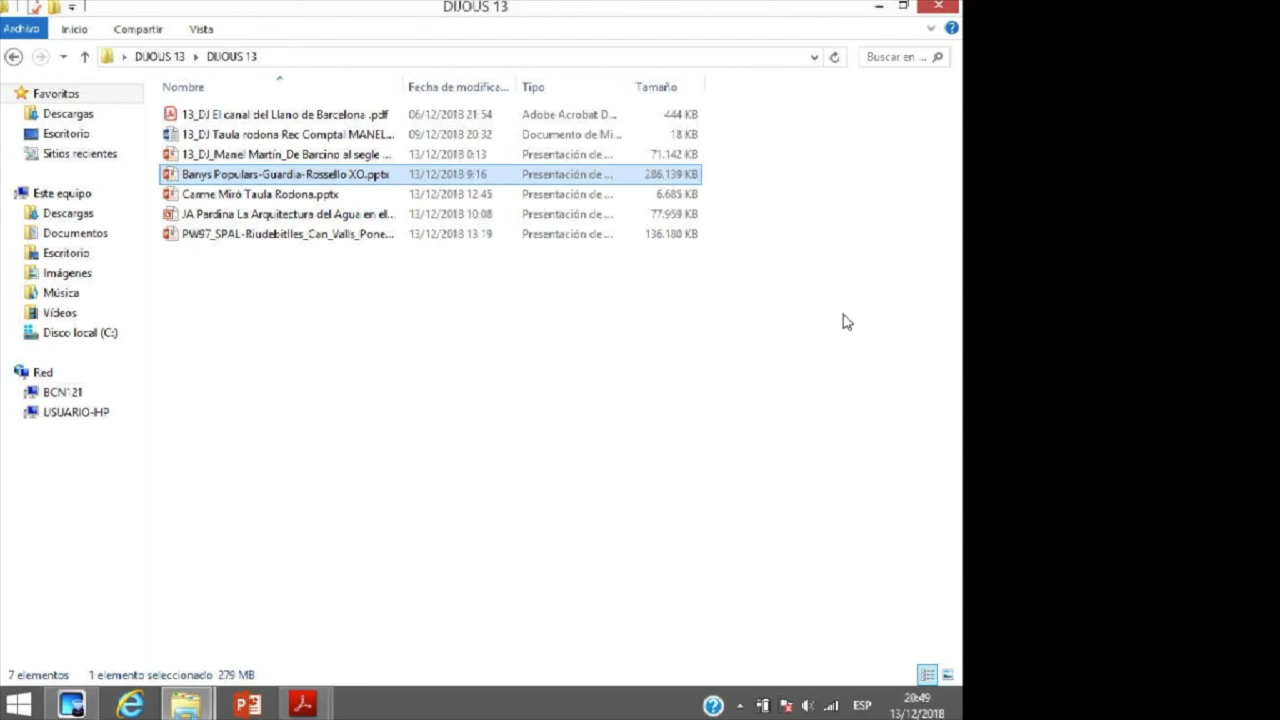 DIJOUS 13
Archivo Inicio Compartir Vista
DIJOUS 13 DIJOUS 13 Buscar en ...
Nombre Fecha de modifica... Tipo Tamaño
Favoritos
Descargas
Escritorio
Sitios recientes
Este equipo
Descargas
Documentos
Escritorio
Imágenes
Música
Vídeos
Disco local (C:)
Red
BCN121
USUARIO-HP
13_DJ El canal del Llano de Barcelona .pdf 06/12/2018 21:54 Adobe Acrobat D... 444 KB
13_DJ Taula rodona Rec Comptal MANEL... 09/12/2018 20:32 Documento de Mi... 18 KB
13_DJ_Manel Martín_De Barcino al segle ... 13/12/2018 0:13 Presentación de ... 71.142 KB
Banys Populars-Guardia-Rossello XO.pptx 13/12/2018 9:16 Presentación de ... 286.139 KB
Carme Miró Taula Rodona.pptx 13/12/2018 12:45 Presentación de ... 6.685 KB
JA Pardina La Arquitectura del Agua en el... 13/12/2018 10:08 Presentación de ... 77.959 KB
PW97_SPAL-Riudebitlles_Can_Valls_Pone... 13/12/2018 13:19 Presentación de ... 136.180 KB
7 elementos 1 elemento seleccionado 279 MB
ESP
20:49
13/12/2018